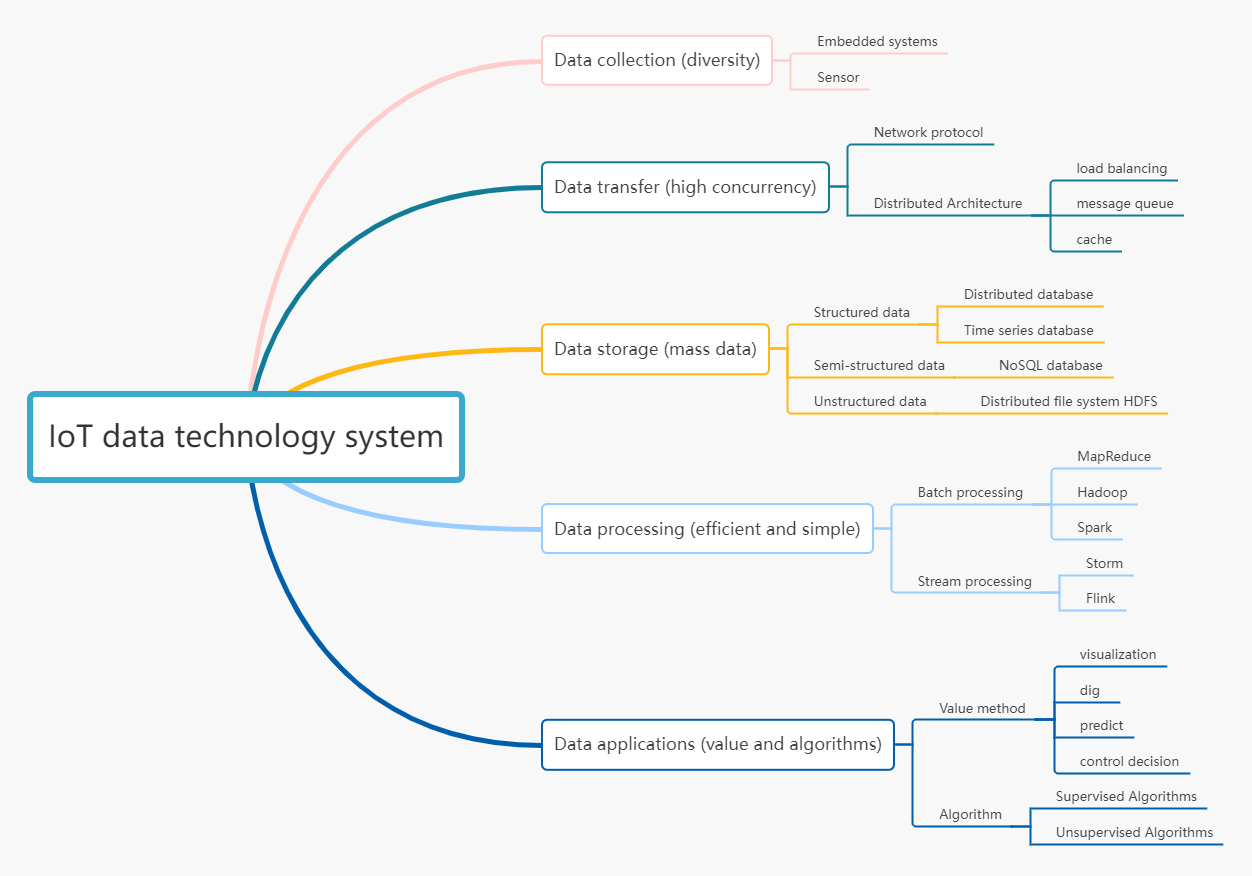 IoT data technology system
Data collection (diversity)
Embedded systems
Sensor
Data transfer (high concurrency)
Network protocol
Distributed Architecture
load balancing
message queue
cache
Data storage (mass data)
Structured data
Distributed database
Time series database
Semi-structured data
NoSQL database
Unstructured data
Distributed file system HDFS
Data processing (efficient and simple)
Batch processing
MapReduce
Hadoop
Spark
Stream processing
Storm
Flink
Data applications (value and algorithms)
Value method
visualization
dig
predict
control decision
Algorithm
Supervised Algorithms
Unsupervised Algorithms